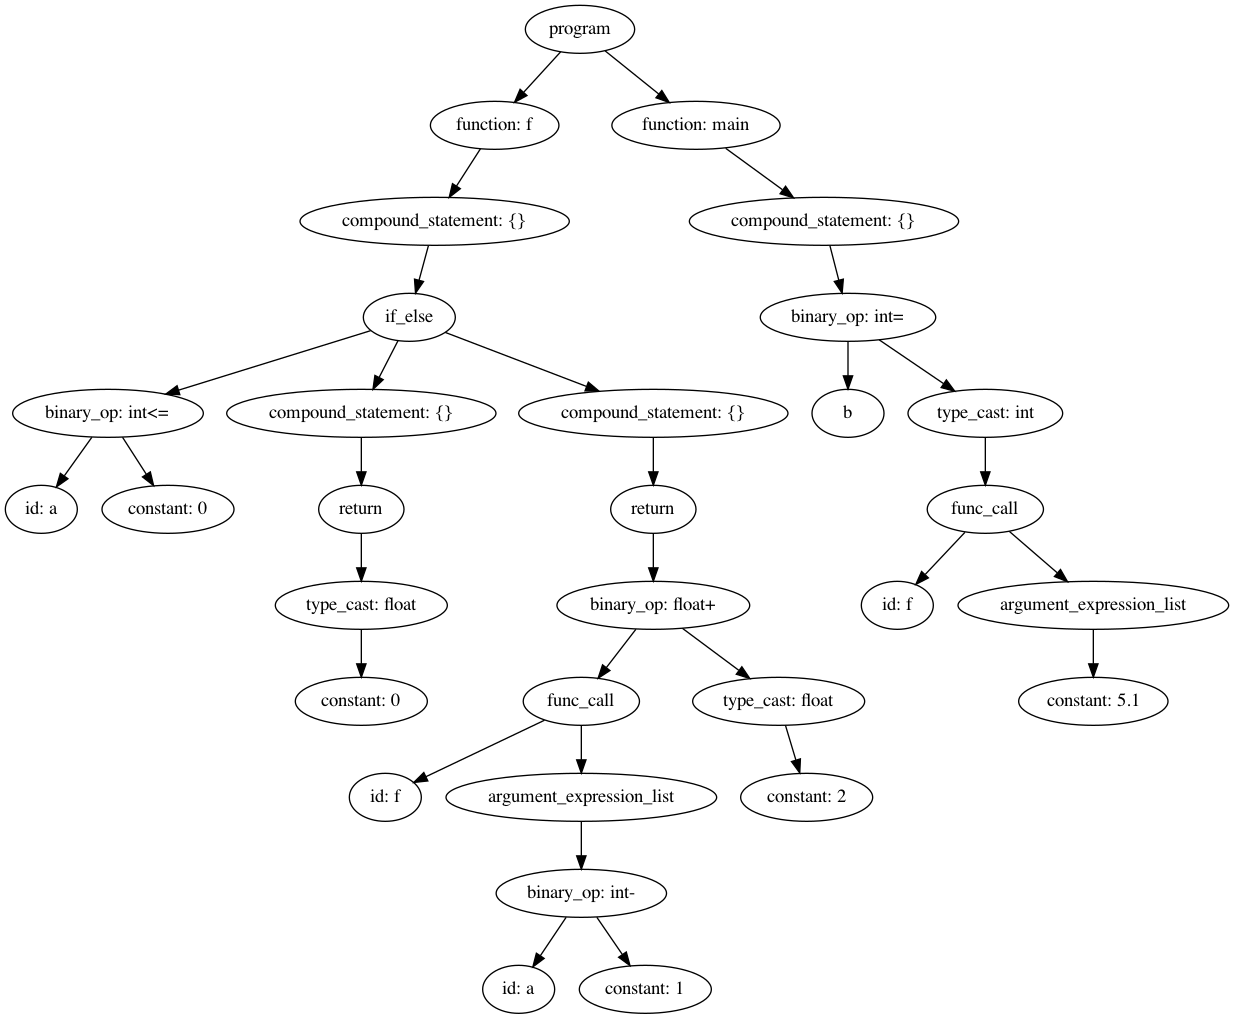 program
function: f
function: main
compound_statement: {}
compound_statement: {}
if_else
binary_op: int=
binary_op: int<=
compound_statement: {}
compound_statement: {}
b
type_cast: int
id: a
constant: 0
return
return
func_call
type_cast: float
binary_op: float+
id: f
argument_expression_list
constant: 0
func_call
type_cast: float
constant: 5.1
id: f
argument_expression_list
constant: 2
binary_op: int-
id: a
constant: 1